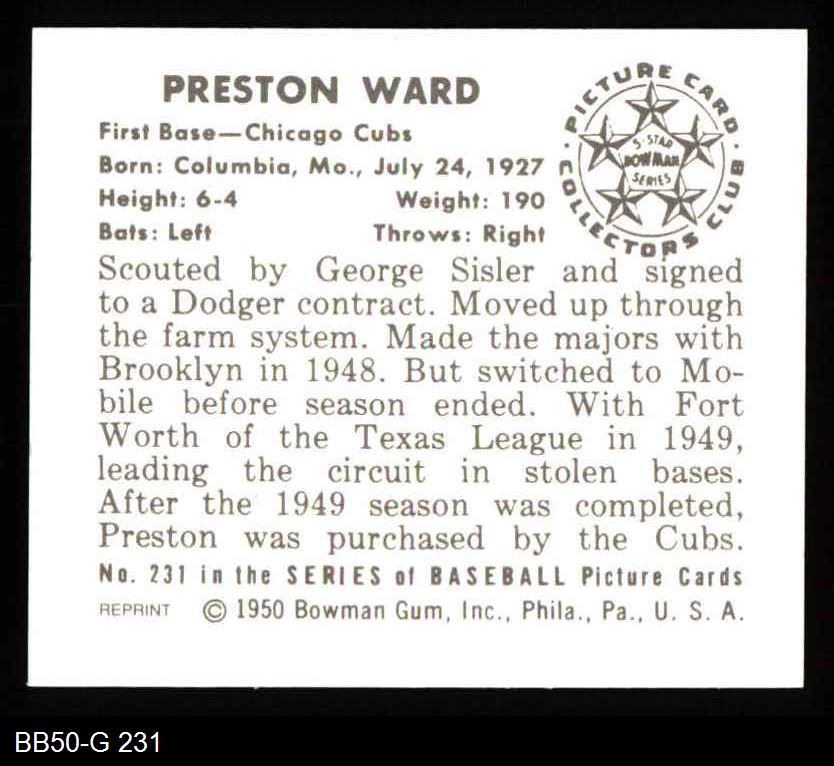 PRESTON WARD
First Base—Chicago Cubs
Born: Columbia, Mo., July 24, 1927
Height: 6-4 Weight: 190
Bats: Left Throws: Right
· PICTURE CARD ·
COLLECTORS CLUB
5-STAR
BOWMAN
SERIES
Scouted by George Sisler and signed
to a Dodger contract. Moved up through
the farm system. Made the majors with
Brooklyn in 1948. But switched to Mo-
bile before season ended. With Fort
Worth of the Texas League in 1949,
leading the circuit in stolen bases.
After the 1949 season was completed,
Preston was purchased by the Cubs.
No. 231 in the SERIES of BASEBALL Picture Cards
REPRINT © 1950 Bowman Gum, Inc., Phila., Pa., U. S. A.
BB50-G 231